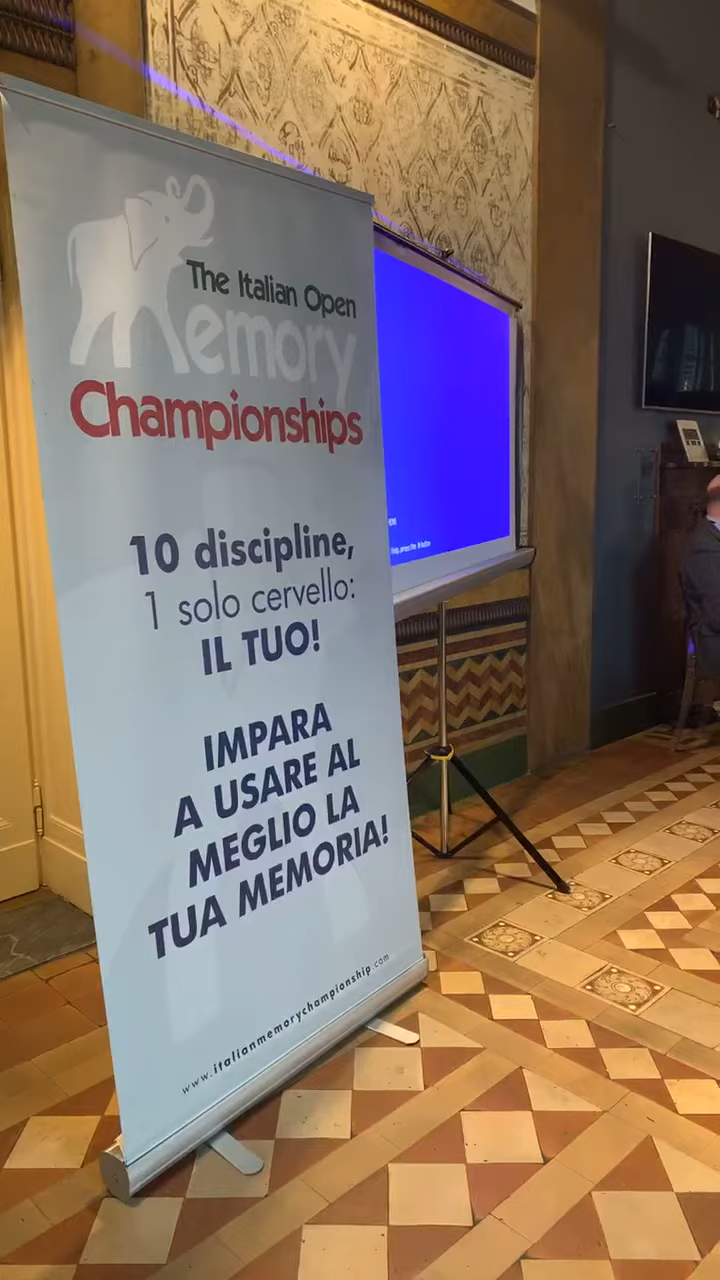 The Italian Open
Memory
Championships
10 discipline,
1 solo cervello:
IL TUO!
IMPARA
A USARE AL
MEGLIO LA
TUA MEMORIA!
www.italianmemorychampionship.com